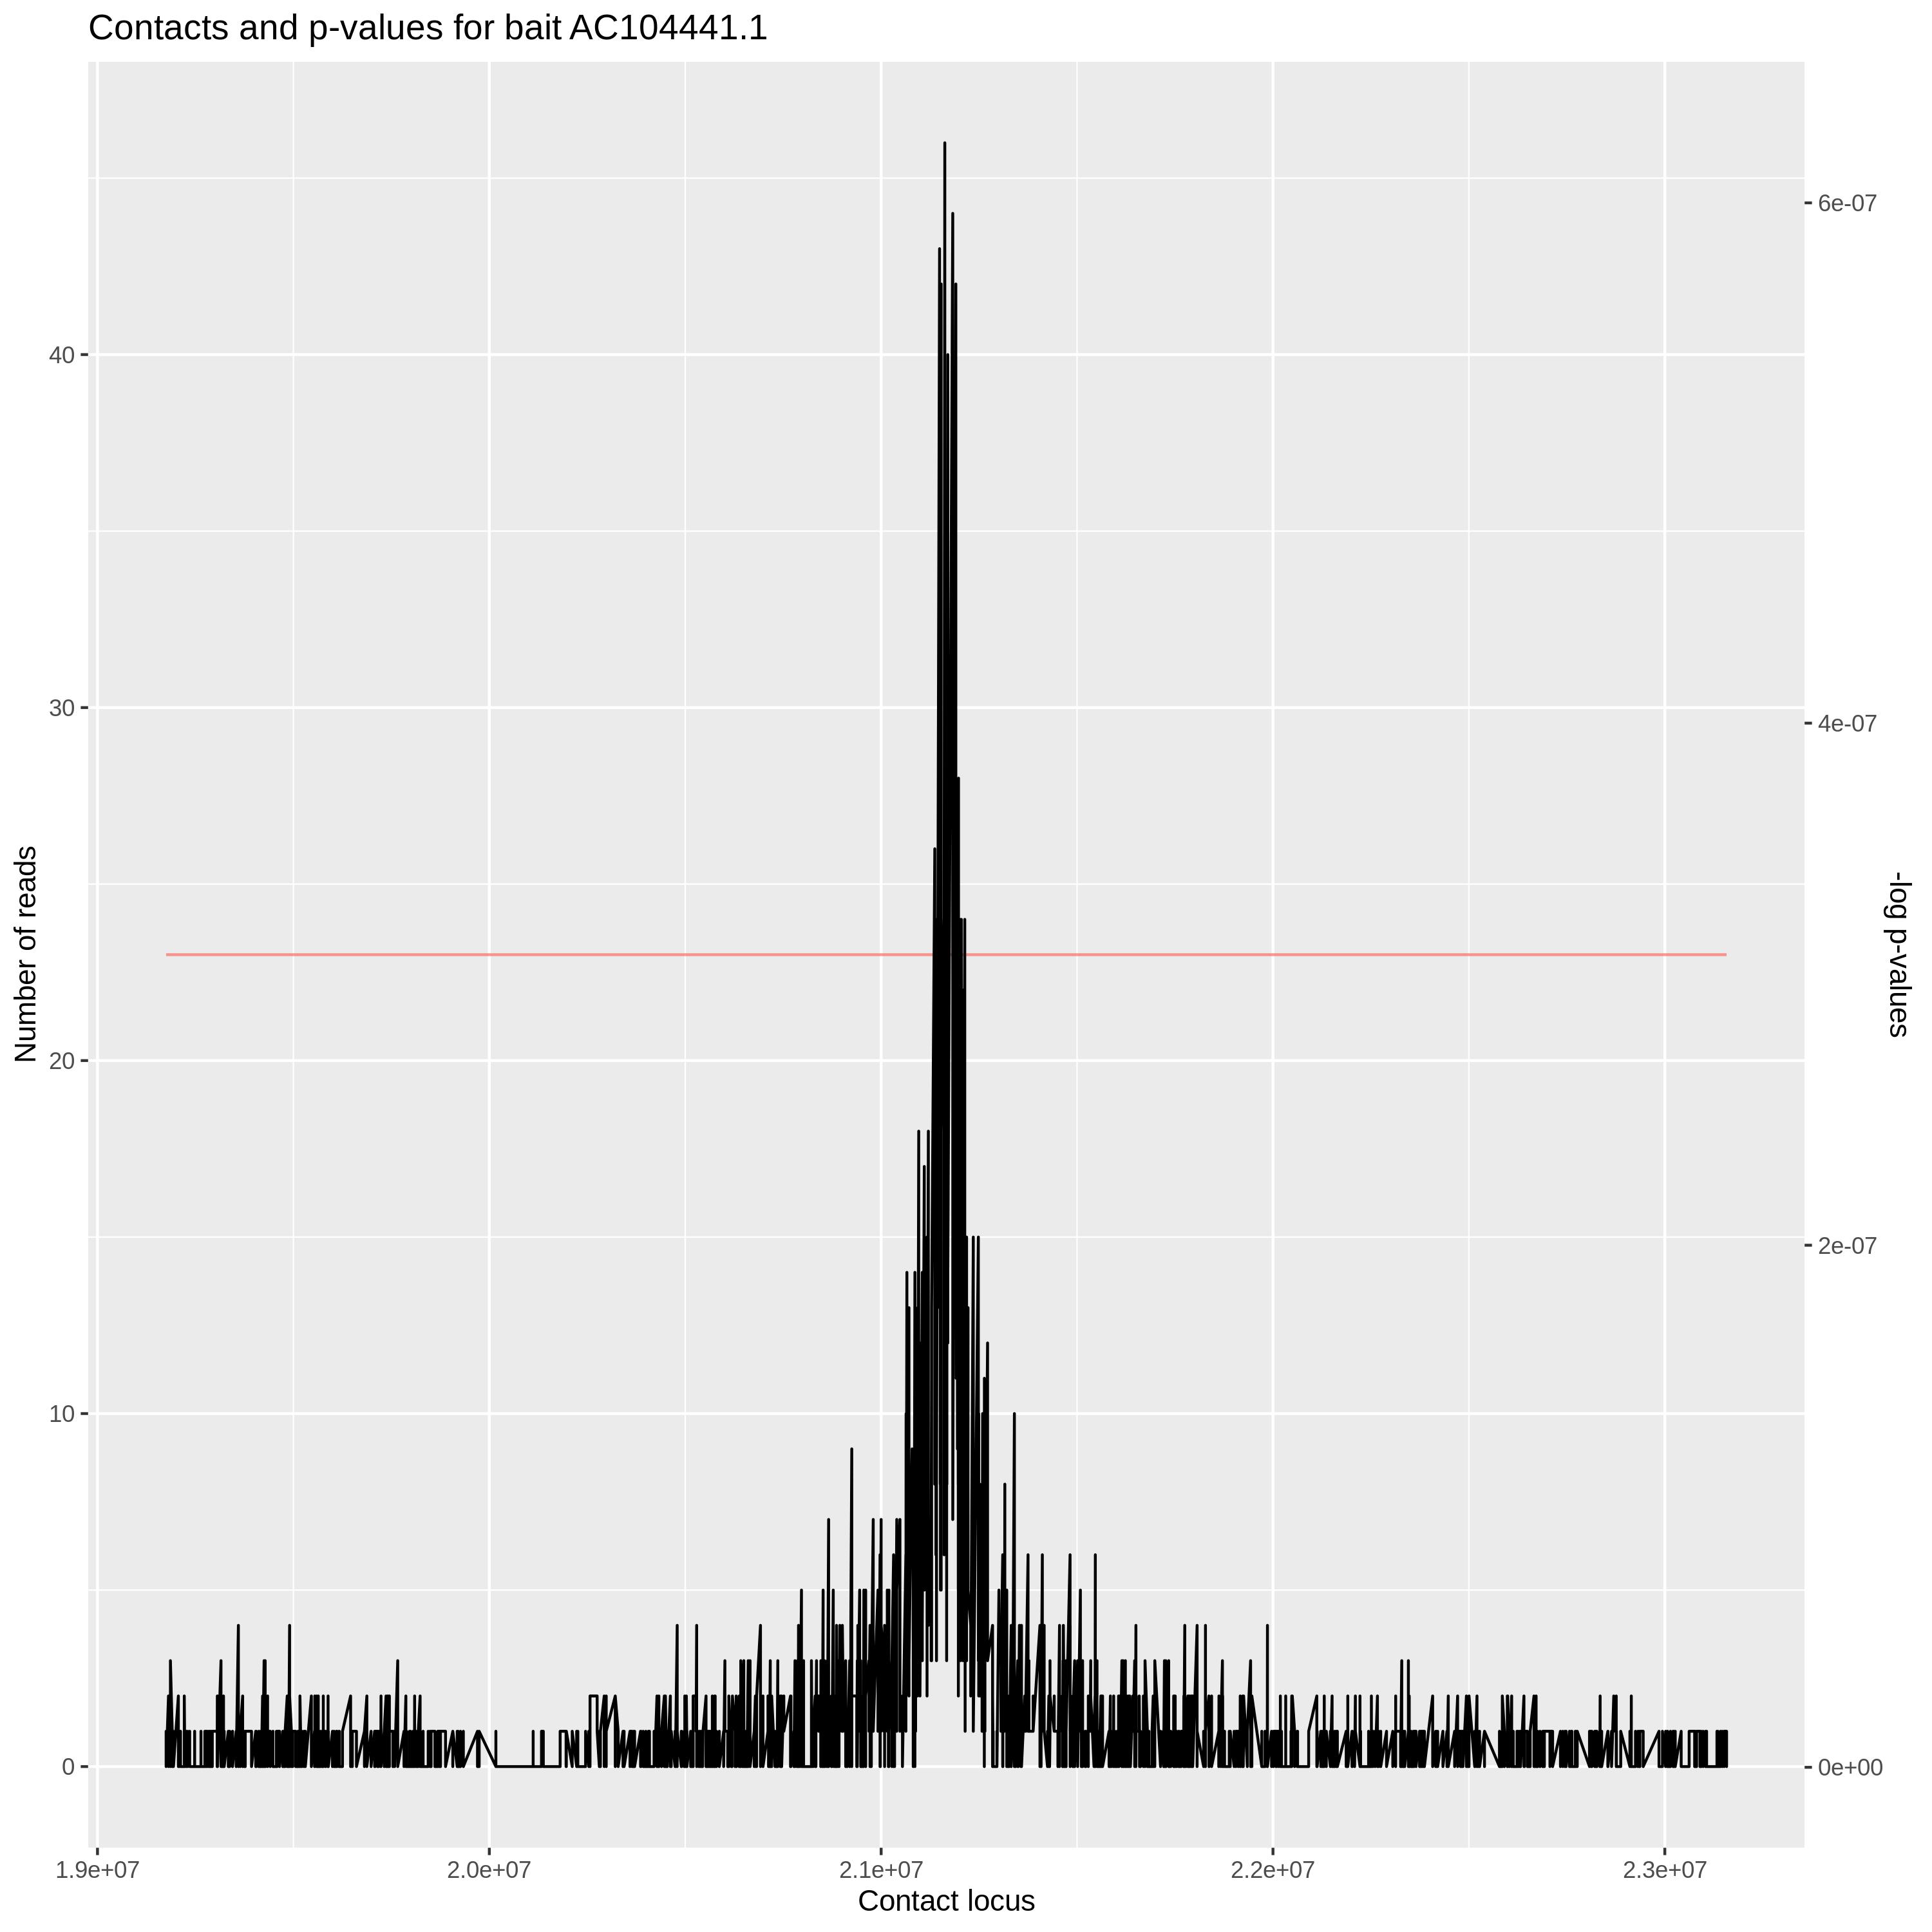 Contacts and p-values for bait AC104441.1
Number of reads
40
30
20
10
0
6e-07
4e-07
2e-07
0e+00
-log p-values
1.9e+07
2.0e+07
2.1e+07
2.2e+07
2.3e+07
Contact locus